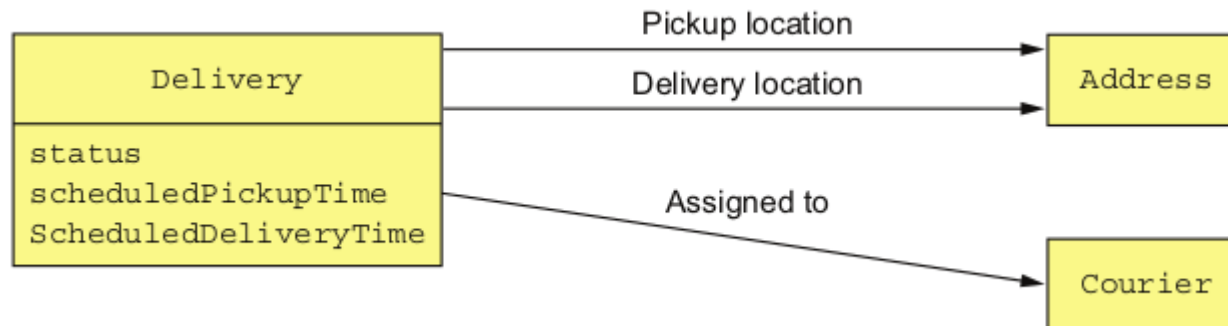 Pickup location
Delivery
Delivery location
Address
status
scheduledPickupTime
ScheduledDeliveryTime
Assigned to
Courier